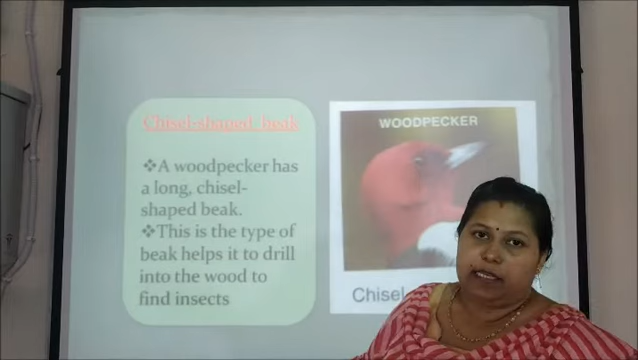 Chisel-shaped beak
❖A woodpecker has
a long, chisel-
shaped beak.
❖This is the type of
beak helps it to drill
into the wood to
find insects
WOODPECKER
Chisel